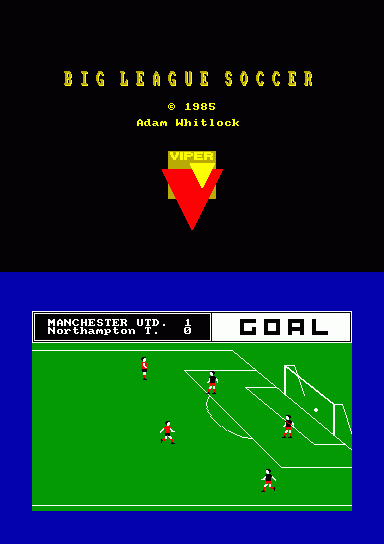 BIG LEAGUE SOCCER
© 1985
Adam Whitlock
VIPER
MANCHESTER UTD. 1
Northampton T. 0
GOAL